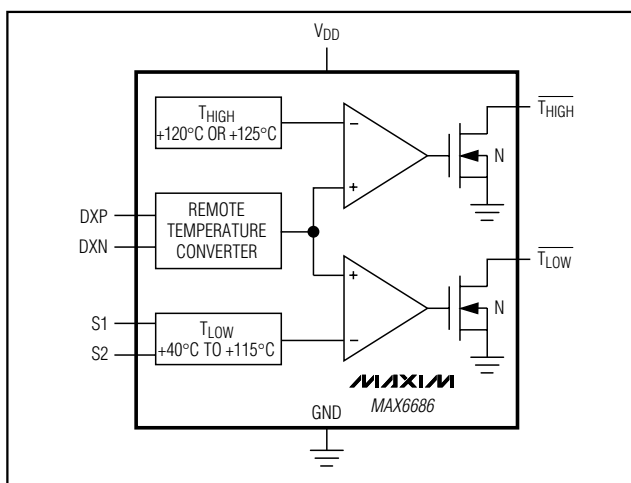 VDD
THIGH
+120°C OR +125°C
−
+
THIGH
N
DXP
DXN
REMOTE
TEMPERATURE
CONVERTER
TLOW
+
−
N
S1
S2
TLOW
+40°C TO +115°C
MAXIM
MAX6686
GND